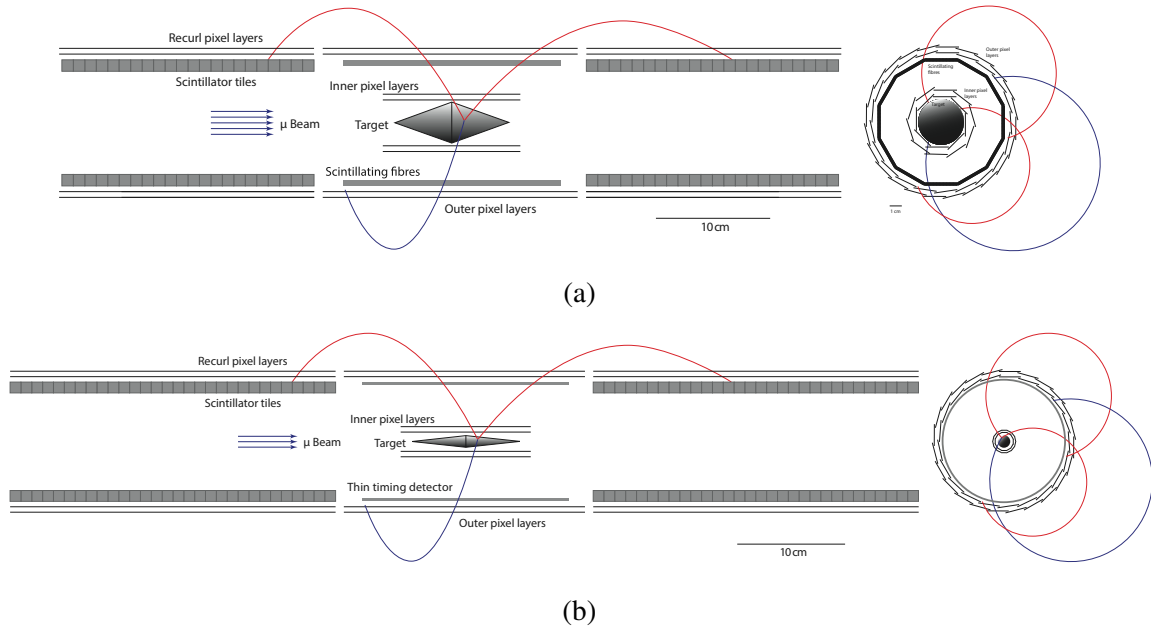 Recurl pixel layers
Scintillator tiles
Inner pixel layers
μ Beam
Target
Scintillating fibres
Outer pixel layers
10 cm
Outer pixel
layers
Scintillating
fibres
Inner pixel
layers
Target
1 cm
(a)
Recurl pixel layers
Scintillator tiles
Inner pixel layers
μ Beam
Target
Thin timing detector
Outer pixel layers
10 cm
(b)